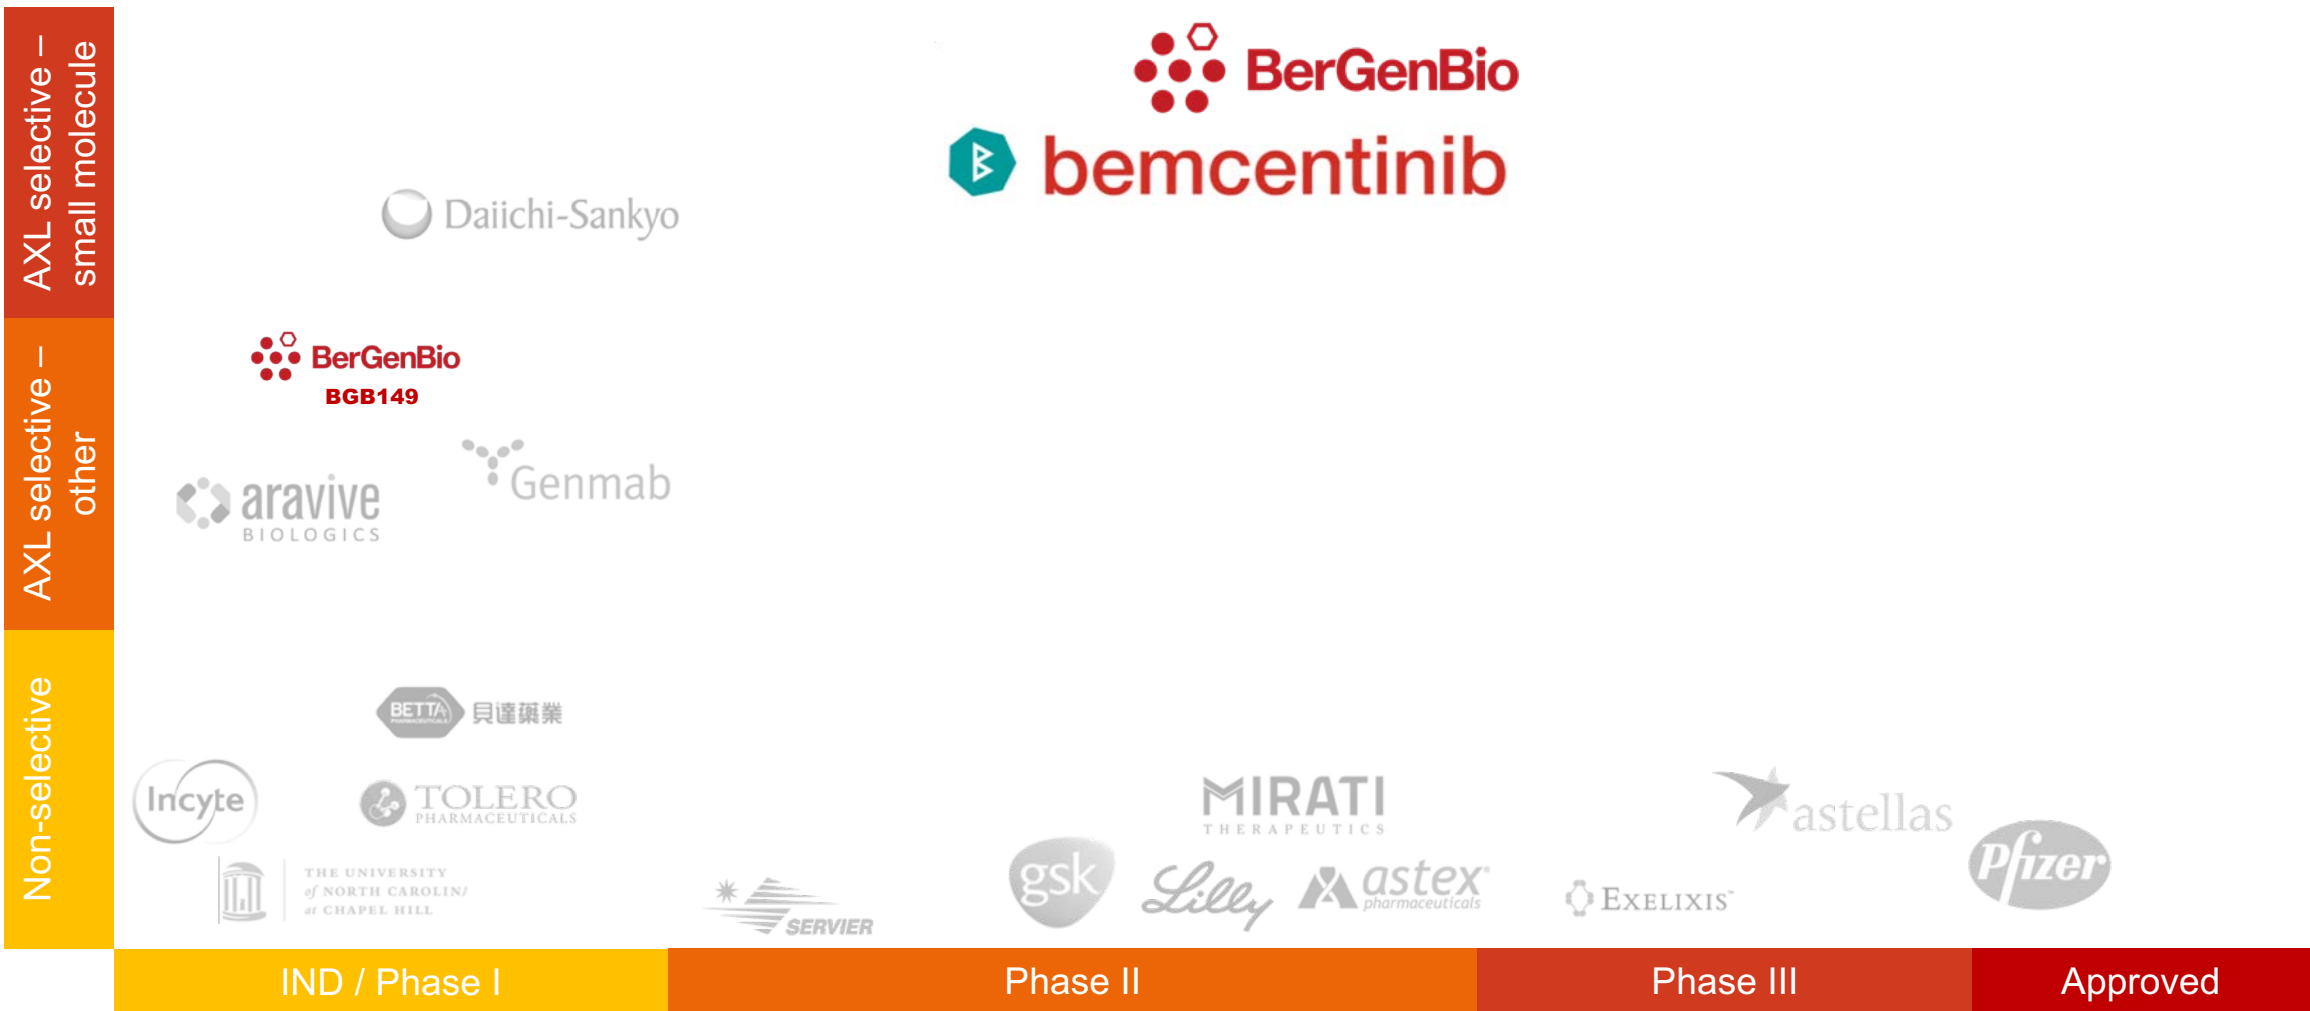 AXL selective –
small molecule
BerGenBio
bemcentinib
Daiichi-Sankyo
AXL selective –
other
BerGenBio
BGB149
Genmab
aravive
BIOLOGICS
Non-selective
BETTA
PHARMACEUTICALS
貝達藥業
Incyte
TOLERO
PHARMACEUTICALS
THE UNIVERSITY
of NORTH CAROLINA
at CHAPEL HILL
SERVIER
MIRATI
THERAPEUTICS
gsk
Lilly
astex®
pharmaceuticals
EXELIXIS™
astellas
Pfizer
IND / Phase I
Phase II
Phase III
Approved